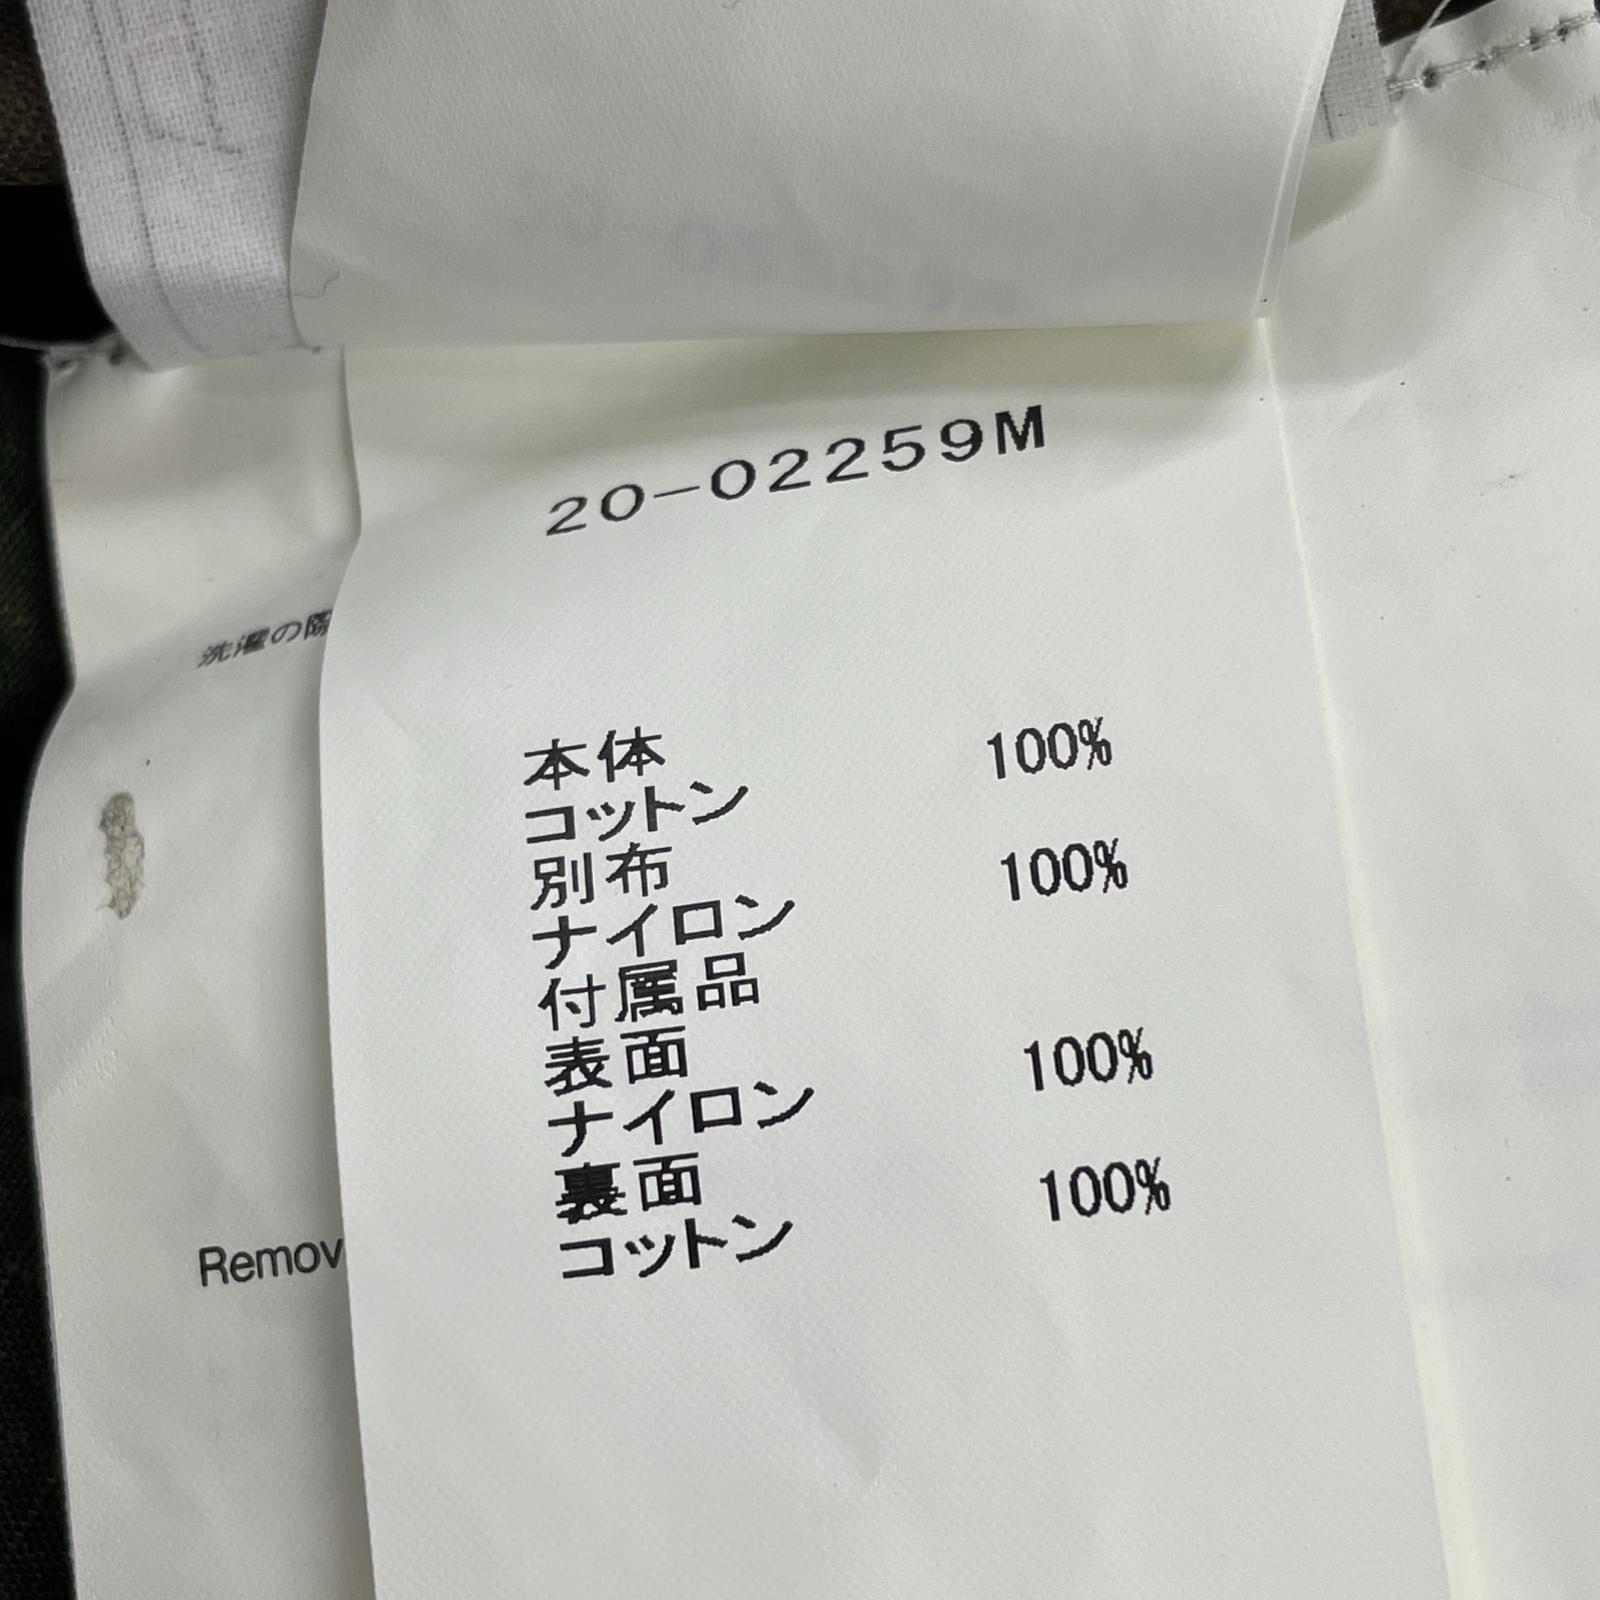 20-02259M
洗濯の際
本体
コットン 100%
別布
ナイロン 100%
付属品
表面
ナイロン 100%
裏面
コットン 100%
Remov